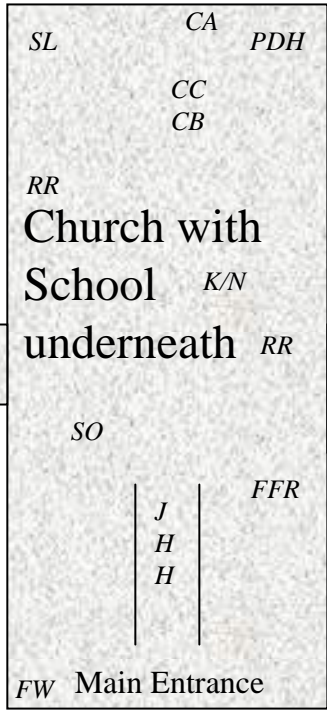 CA
SL PDH
CC
CB
RR
Church with
School K/N
underneath RR
SO
FFR
J
H
H
FW Main Entrance